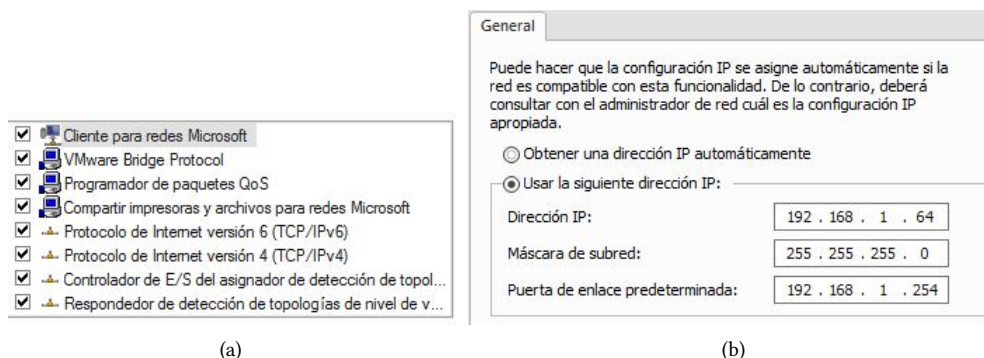 Cliente para redes Microsoft
VMware Bridge Protocol
Programador de paquetes QoS
Compartir impresoras y archivos para redes Microsoft
Protocolo de Internet versión 6 (TCP/IPv6)
Protocolo de Internet versión 4 (TCP/IPv4)
Controlador de E/S del asignador de detección de topol...
Respondedor de detección de topologías de nivel de v...
(a)
General
Puede hacer que la configuración IP se asigne automáticamente si la
red es compatible con esta funcionalidad. De lo contrario, deberá
consultar con el administrador de red cuál es la configuración IP
apropiada.
Obtener una dirección IP automáticamente
Usar la siguiente dirección IP:
Dirección IP: 192 . 168 . 1 . 64
Máscara de subred: 255 . 255 . 255 . 0
Puerta de enlace predeterminada: 192 . 168 . 1 . 254
(b)